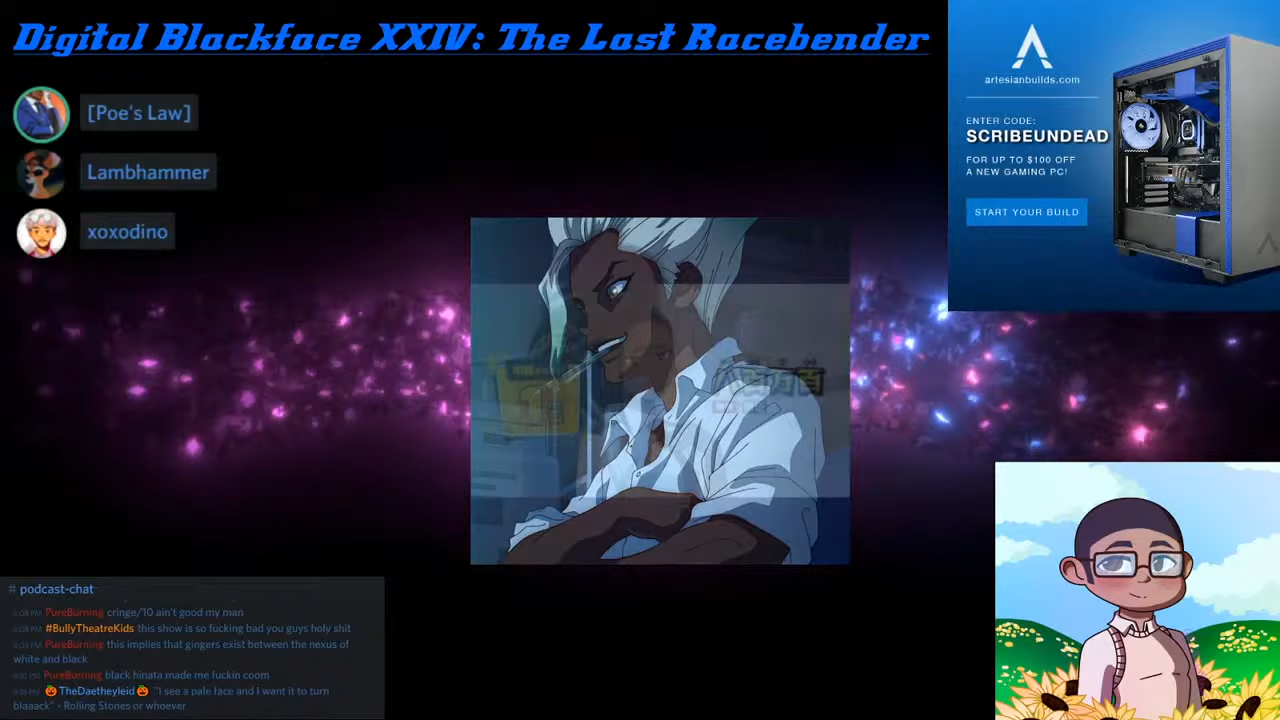 Digital Blackface XXIV: The Last Racebender
[Poe's Law]
Lambhammer
xoxodino
artesianbuilds.com
ENTER CODE:
SCRIBEUNDEAD
FOR UP TO $100 OFF
A NEW GAMING PC!
START YOUR BUILD
# podcast-chat
PureBurning cringe/10 ain't good my man
#BullyTheatreKids this show is so fucking bad you guys holy shit
PureBurning this implies that gingers exist between the nexus of
white and black
PureBurning black hinata made me fuckin coom
🎃 TheDaetheyleid 🎃 "I see a pale face and I want it to turn
blaaack" - Rolling Stones or whoever